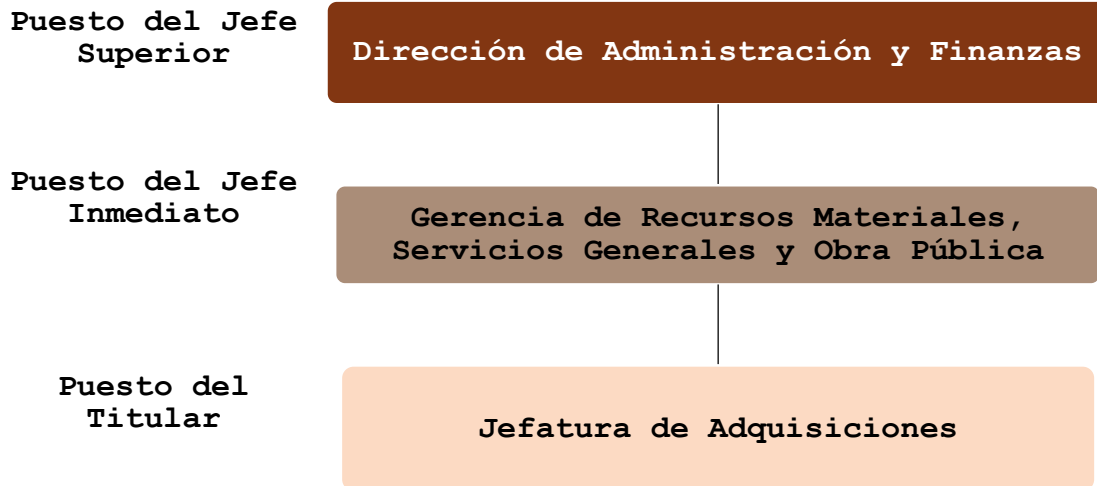 Puesto del Jefe
Superior
Dirección de Administración y Finanzas
Puesto del Jefe
Inmediato
Gerencia de Recursos Materiales,
Servicios Generales y Obra Pública
Puesto del
Titular
Jefatura de Adquisiciones